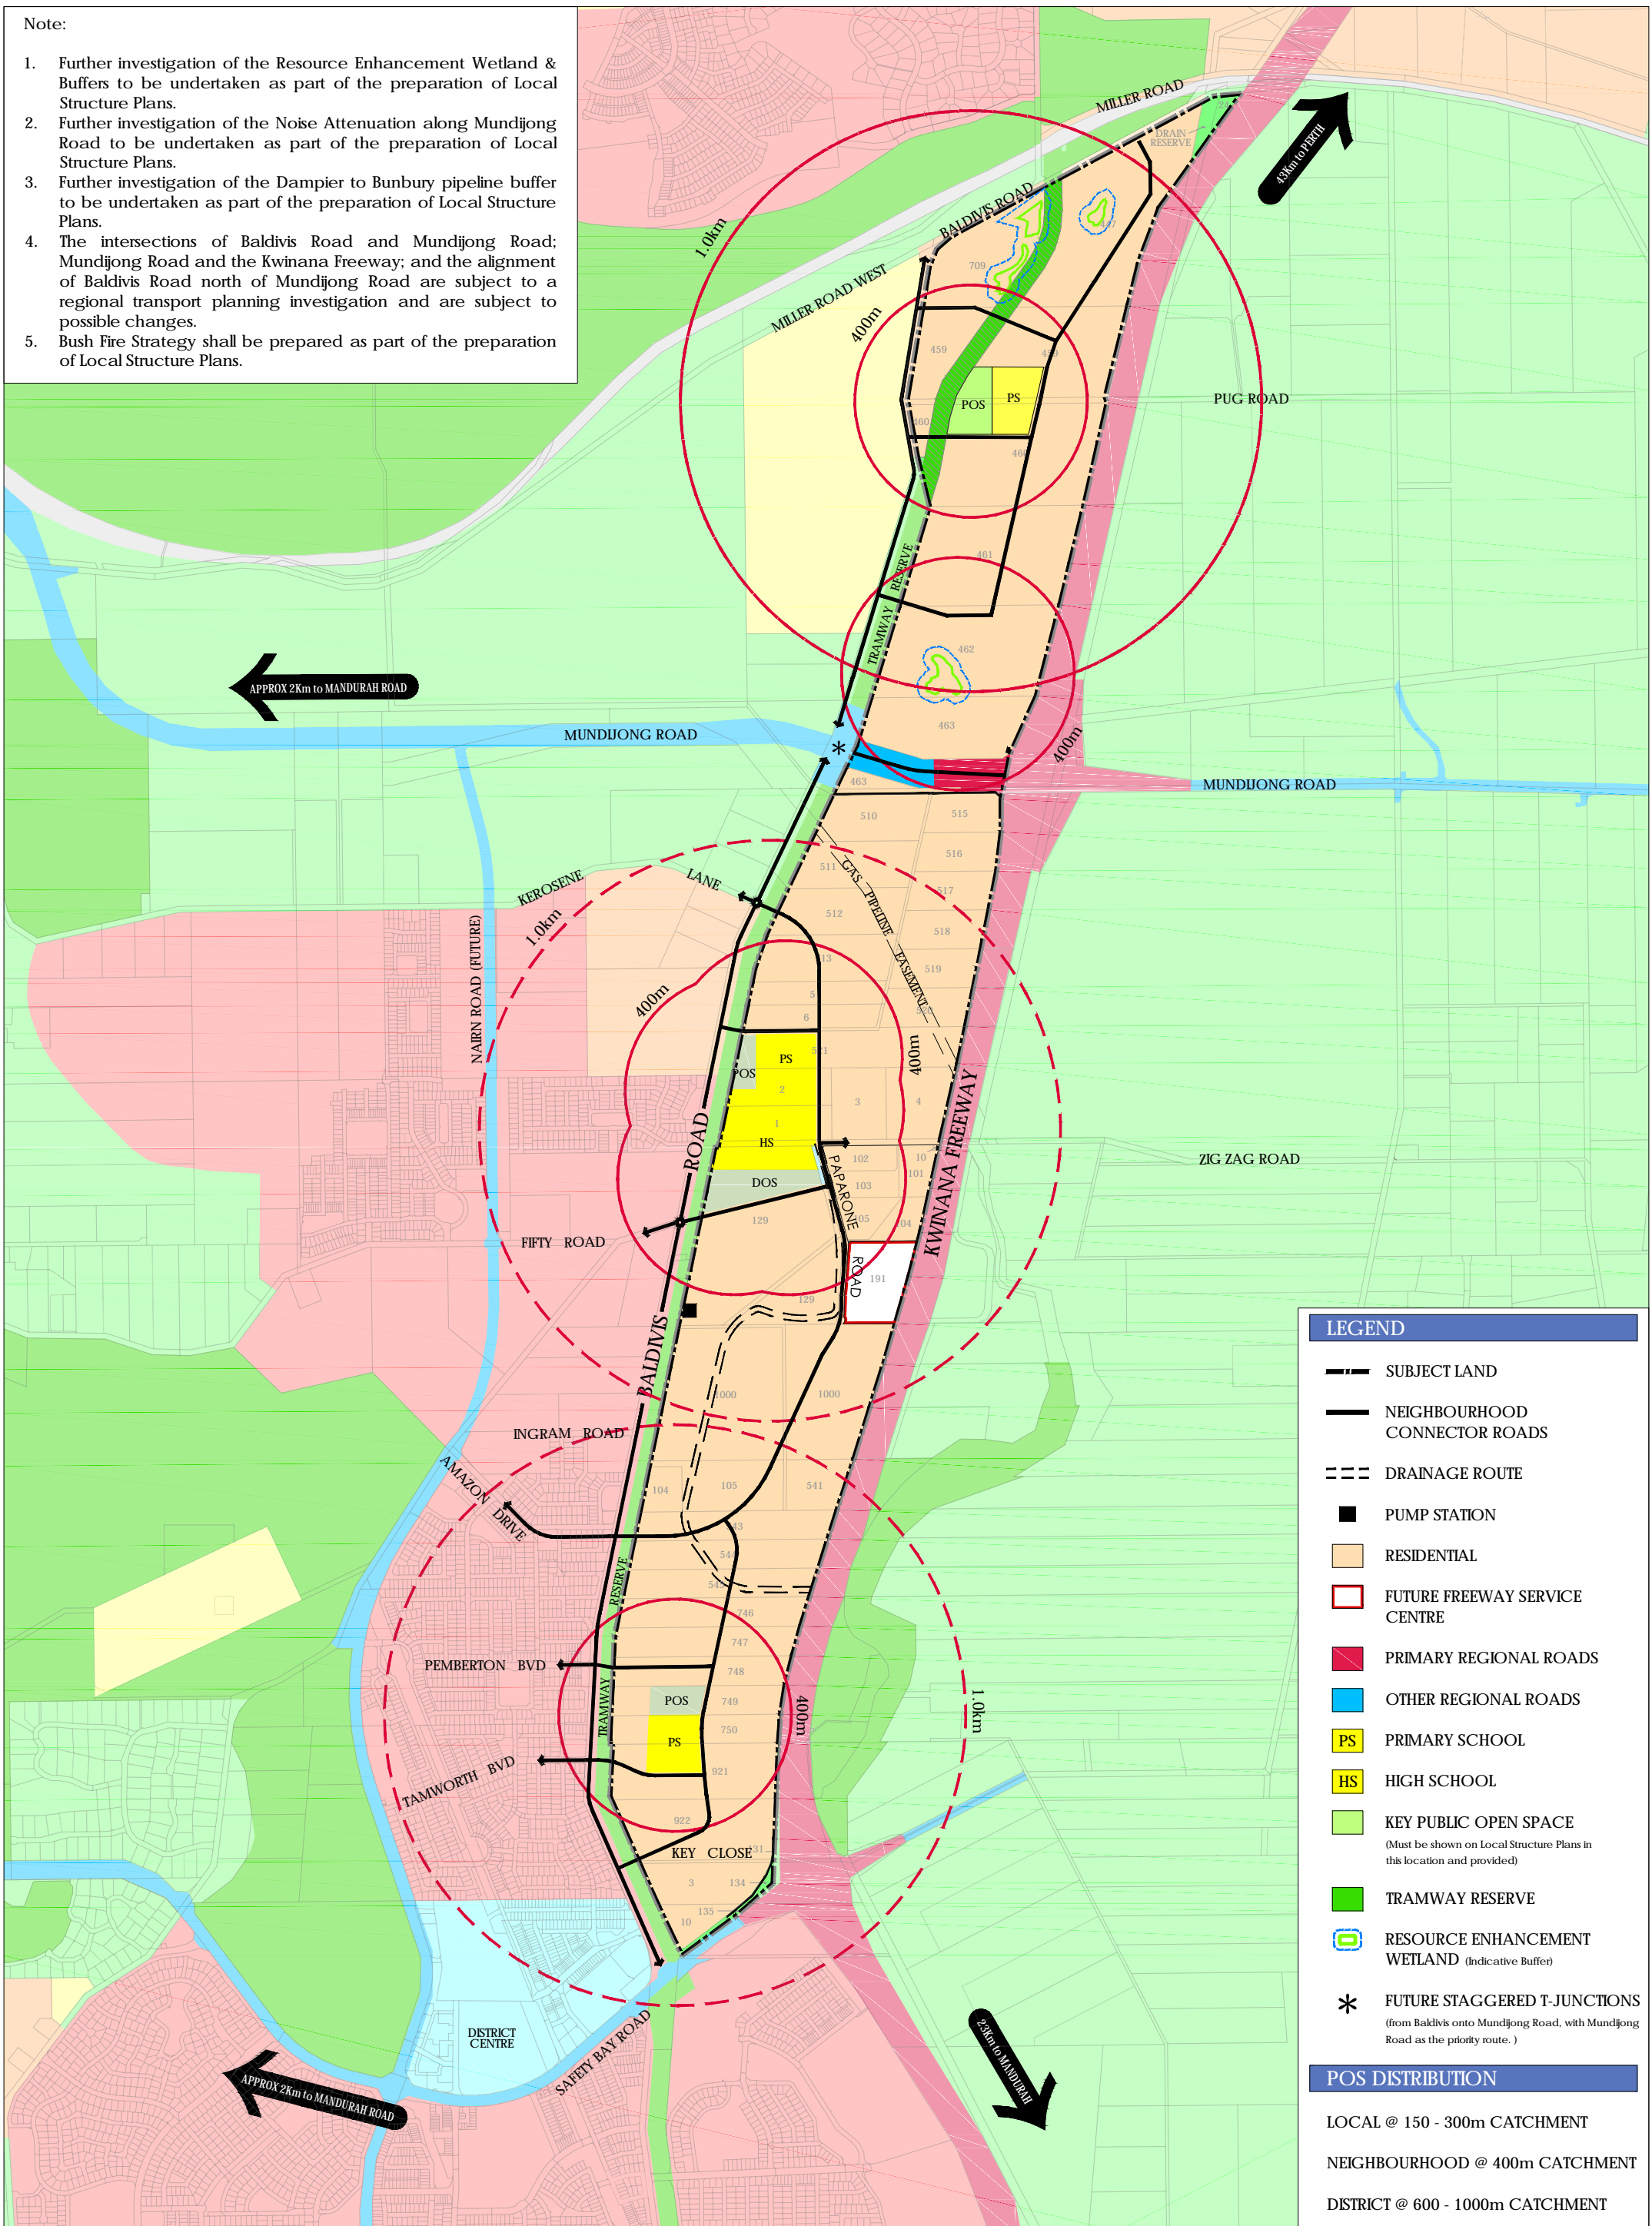 Note:
1. Further investigation of the Resource Enhancement Wetland &
Buffers to be undertaken as part of the preparation of Local
Structure Plans.
2. Further investigation of the Noise Attenuation along Mundijong
Road to be undertaken as part of the preparation of Local
Structure Plans.
3. Further investigation of the Dampier to Bunbury pipeline buffer
to be undertaken as part of the preparation of Local Structure
Plans.
4. The intersections of Baldivis Road and Mundijong Road;
Mundijong Road and the Kwinana Freeway; and the alignment
of Baldivis Road north of Mundijong Road are subject to a
regional transport planning investigation and are subject to
possible changes.
5. Bush Fire Strategy shall be prepared as part of the preparation
of Local Structure Plans.
MILLER ROAD
43Km to PERTH
DRAIN
RESERVE
BALDIVIS ROAD
1.0km
709
MILLER ROAD WEST
400m
459
POS
PS
PUG ROAD
460
461
TRAMWAY RESERVE
462
APPROX 2Km to MANDURAH ROAD
463
MUNDIJONG ROAD
*
400m
463
MUNDIJONG ROAD
510
515
516
511
GAS PIPELINE EASEMENT
KEROSENE LANE
517
512
518
1.0km
NAIRN ROAD (FUTURE)
13
519
400m
5
520
6
521
PS
400m
POS
2
3
4
1
HS
KWINANA FREEWAY
ROAD
102
10
ZIG ZAG ROAD
101
PAPARONE
DOS
103
129
105
104
FIFTY ROAD
ROAD
191
129
BALDIVIS
1000
1000
INGRAM ROAD
AMAZON DRIVE
104
105
541
543
544
545
RESERVE
746
747
PEMBERTON BVD
748
TRAMWAY
POS
749
400m
1.0km
750
PS
TAMWORTH BVD
921
922
KEY CLOSE
131
3
134
135
10
DISTRICT
CENTRE
SAFETY BAY ROAD
APPROX 2Km to MANDURAH ROAD
23Km to MANDURAH
LEGEND
SUBJECT LAND
NEIGHBOURHOOD
CONNECTOR ROADS
DRAINAGE ROUTE
PUMP STATION
RESIDENTIAL
FUTURE FREEWAY SERVICE
CENTRE
PRIMARY REGIONAL ROADS
OTHER REGIONAL ROADS
PS PRIMARY SCHOOL
HS HIGH SCHOOL
KEY PUBLIC OPEN SPACE
(Must be shown on Local Structure Plans in
this location and provided)
TRAMWAY RESERVE
RESOURCE ENHANCEMENT
WETLAND (Indicative Buffer)
* FUTURE STAGGERED T-JUNCTIONS
(from Baldivis onto Mundijong Road, with Mundijong
Road as the priority route. )
POS DISTRIBUTION
LOCAL @ 150 - 300m CATCHMENT
NEIGHBOURHOOD @ 400m CATCHMENT
DISTRICT @ 600 - 1000m CATCHMENT